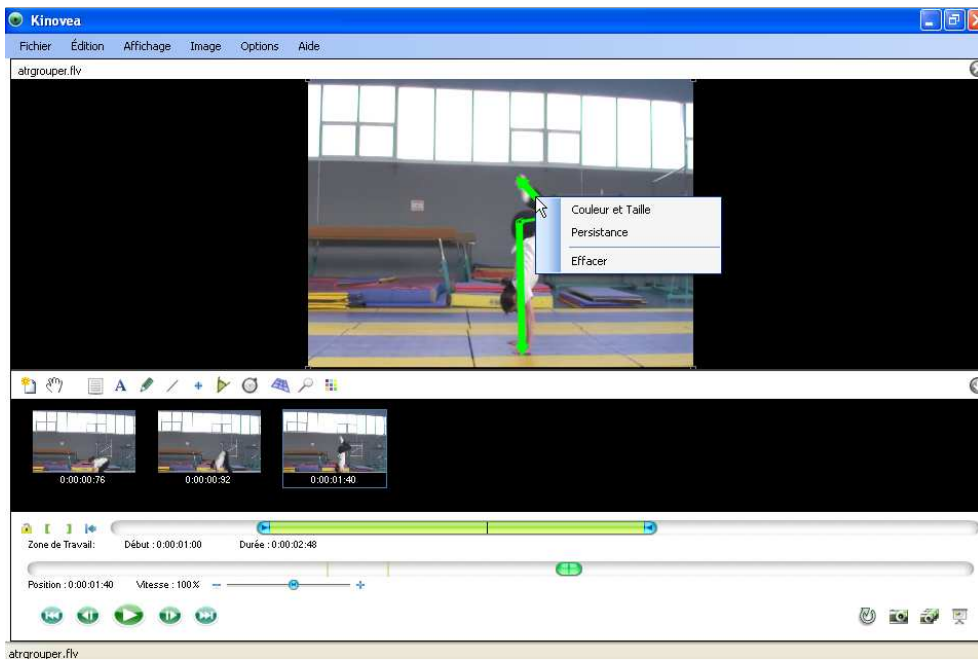 Kinovea
Fichier Édition Affichage Image Options Aide
atrgrouper.flv
Couleur et Taille
Persistance
Effacer
A
0:00:00:76 0:00:00:92 0:00:01:40
Zone de Travail: Début : 0:00:01:00 Durée : 0:00:02:48
Position : 0:00:01:40 Vitesse : 100%
atrgrouper.flv